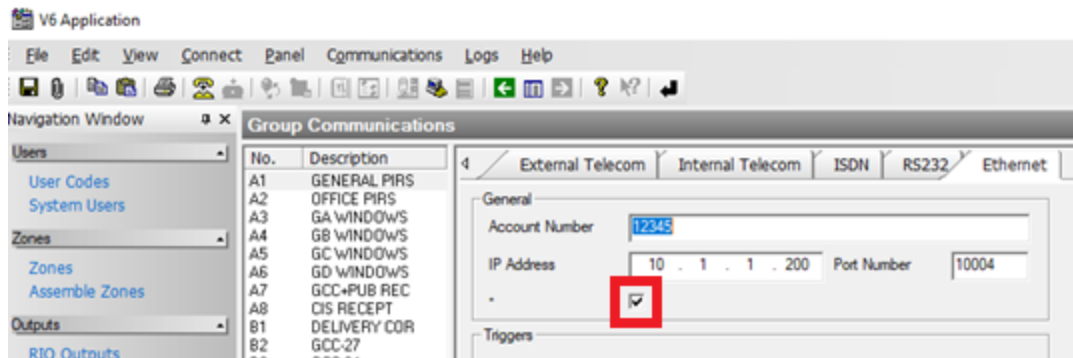 V6 Application
File Edit View Connect Panel Communications Logs Help
Navigation Window
Group Communications
Users
User Codes
System Users
Zones
Zones
Assemble Zones
Outputs
RIO Outputs
No. Description
A1 GENERAL PIRS
A2 OFFICE PIRS
A3 GA WINDOWS
A4 GB WINDOWS
A5 GC WINDOWS
A6 GD WINDOWS
A7 GCC+PUB REC
A8 CIS RECEPT
B1 DELIVERY COR
B2 GCC-27
External Telecom Internal Telecom ISDN RS232 Ethernet
General
Account Number 12345
IP Address 10 . 1 . 1 . 200 Port Number 10004
*
Triggers